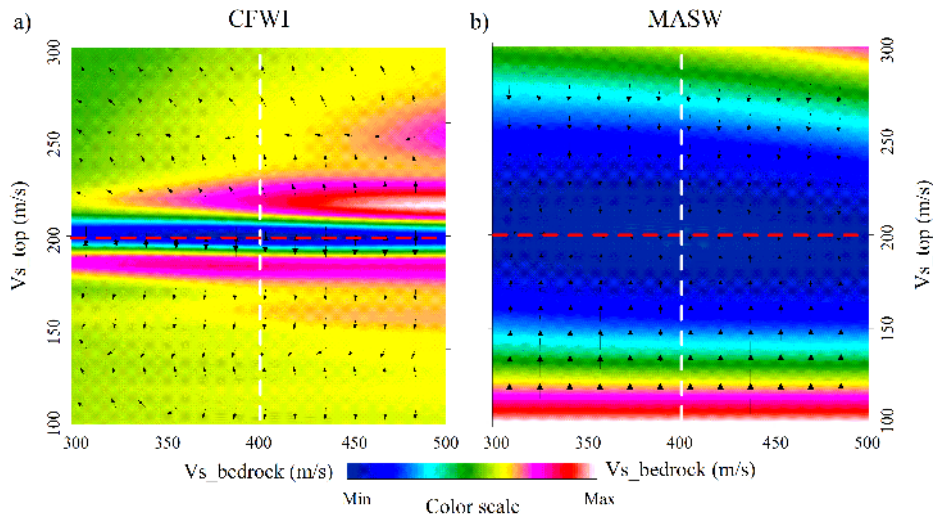 a) CFWI b) MASW
300 300
250 250
Vs_top (m/s) 200 200 Vs_top (m/s)
150 150
100 100
300 350 400 450 500 300 350 400 450 500
Vs_bedrock (m/s) Vs_bedrock (m/s)
Min Max
Color scale